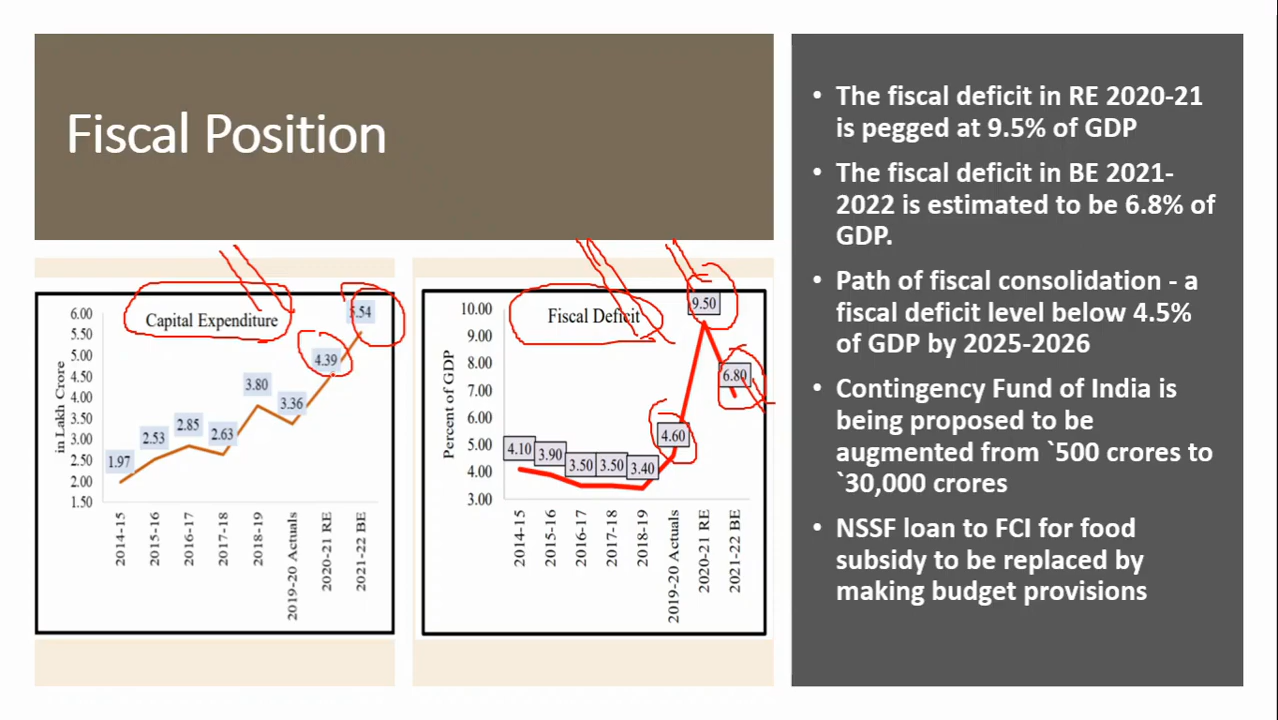 Fiscal Position
Capital Expenditure
in Lakh Crore
6.00
5.50
5.00
4.50
4.00
3.50
3.00
2.50
2.00
1.50
1.97
2.53
2.85
2.63
3.80
3.36
4.39
5.54
2014-15
2015-16
2016-17
2017-18
2018-19
2019-20 Actuals
2020-21 RE
2021-22 BE
Fiscal Deficit
Percent of GDP
10.00
9.00
8.00
7.00
6.00
5.00
4.00
3.00
4.10
3.90
3.50
3.50
3.40
4.60
9.50
6.80
2014-15
2015-16
2016-17
2017-18
2018-19
2019-20 Actuals
2020-21 RE
2021-22 BE
• The fiscal deficit in RE 2020-21
is pegged at 9.5% of GDP
• The fiscal deficit in BE 2021-
2022 is estimated to be 6.8% of
GDP.
• Path of fiscal consolidation - a
fiscal deficit level below 4.5%
of GDP by 2025-2026
• Contingency Fund of India is
being proposed to be
augmented from `500 crores to
`30,000 crores
• NSSF loan to FCI for food
subsidy to be replaced by
making budget provisions